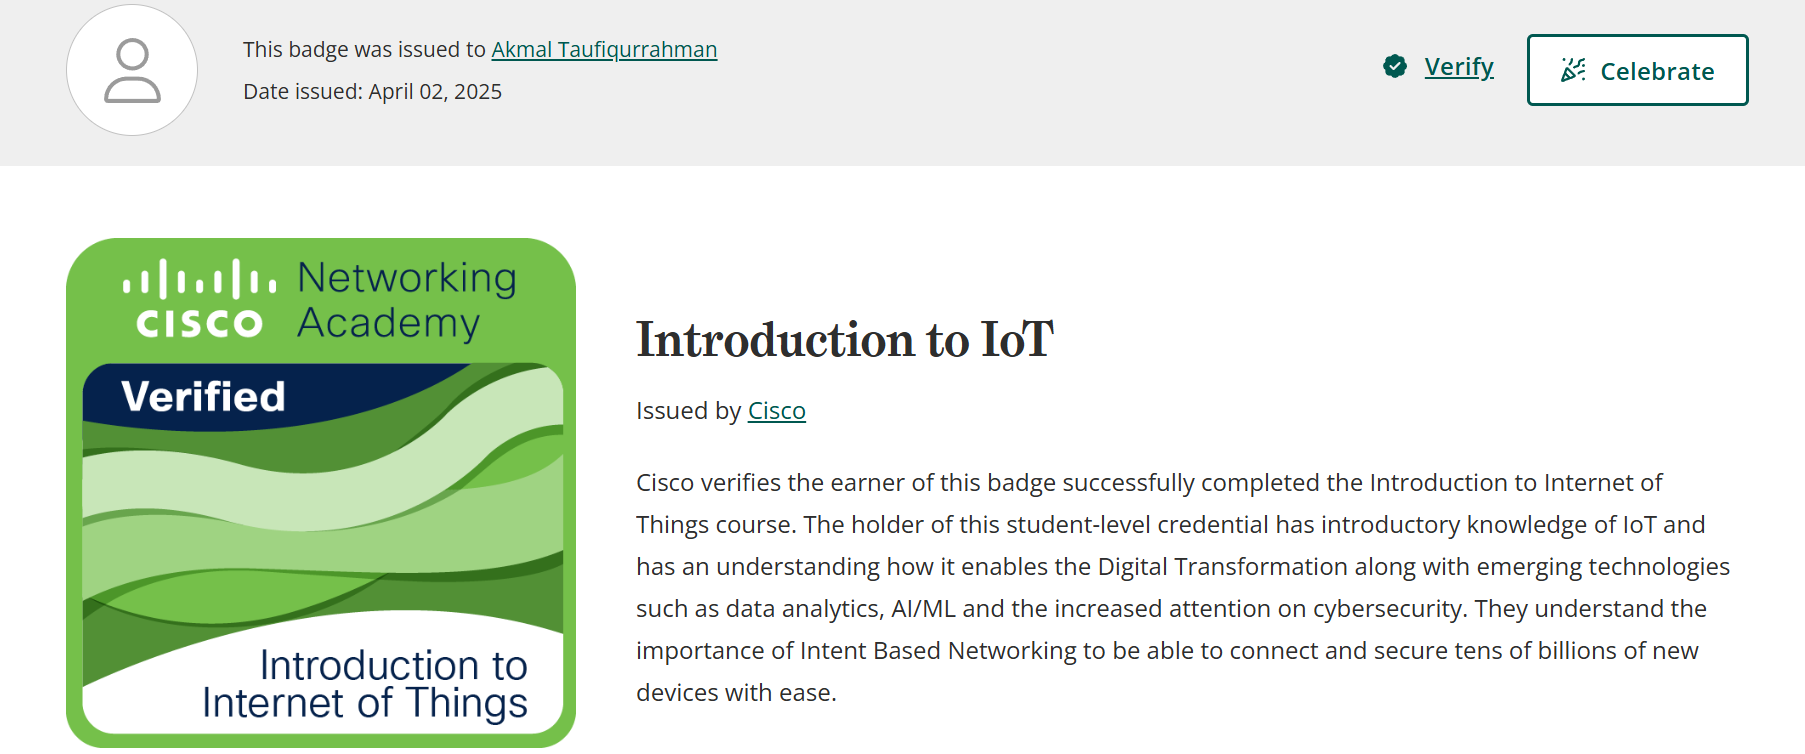 This badge was issued to Akmal Taufiqurrahman
Date issued: April 02, 2025
Verify
Celebrate
CISCO
Networking
Academy
Verified
Introduction to
Internet of Things
Introduction to IoT
Issued by Cisco
Cisco verifies the earner of this badge successfully completed the Introduction to Internet of
Things course. The holder of this student-level credential has introductory knowledge of IoT and
has an understanding how it enables the Digital Transformation along with emerging technologies
such as data analytics, AI/ML and the increased attention on cybersecurity. They understand the
importance of Intent Based Networking to be able to connect and secure tens of billions of new
devices with ease.